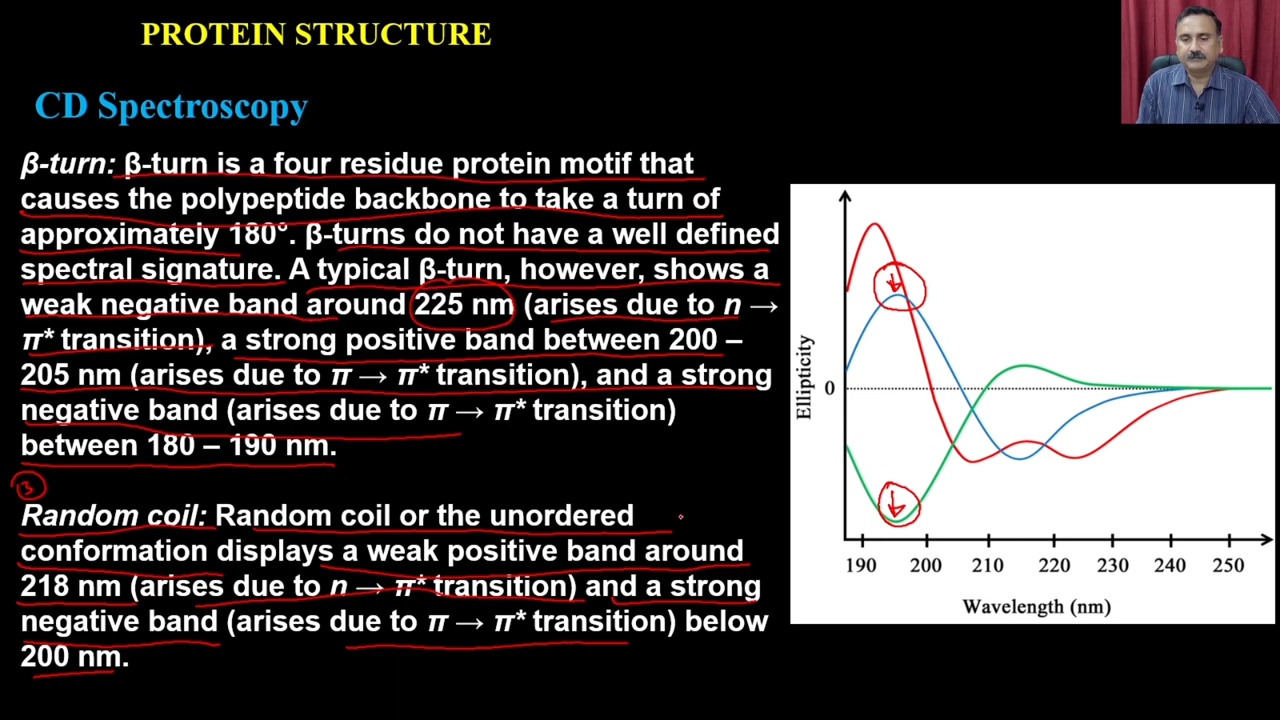 PROTEIN STRUCTURE
CD Spectroscopy
β-turn: β-turn is a four residue protein motif that
causes the polypeptide backbone to take a turn of
approximately 180°. β-turns do not have a well defined
spectral signature. A typical β-turn, however, shows a
weak negative band around 225 nm (arises due to n →
π* transition), a strong positive band between 200 –
205 nm (arises due to π → π* transition), and a strong
negative band (arises due to π → π* transition)
between 180 – 190 nm.
3
Random coil: Random coil or the unordered
conformation displays a weak positive band around
218 nm (arises due to n → π* transition) and a strong
negative band (arises due to π → π* transition) below
200 nm.
Ellipticity
0
190 200 210 220 230 240 250
Wavelength (nm)